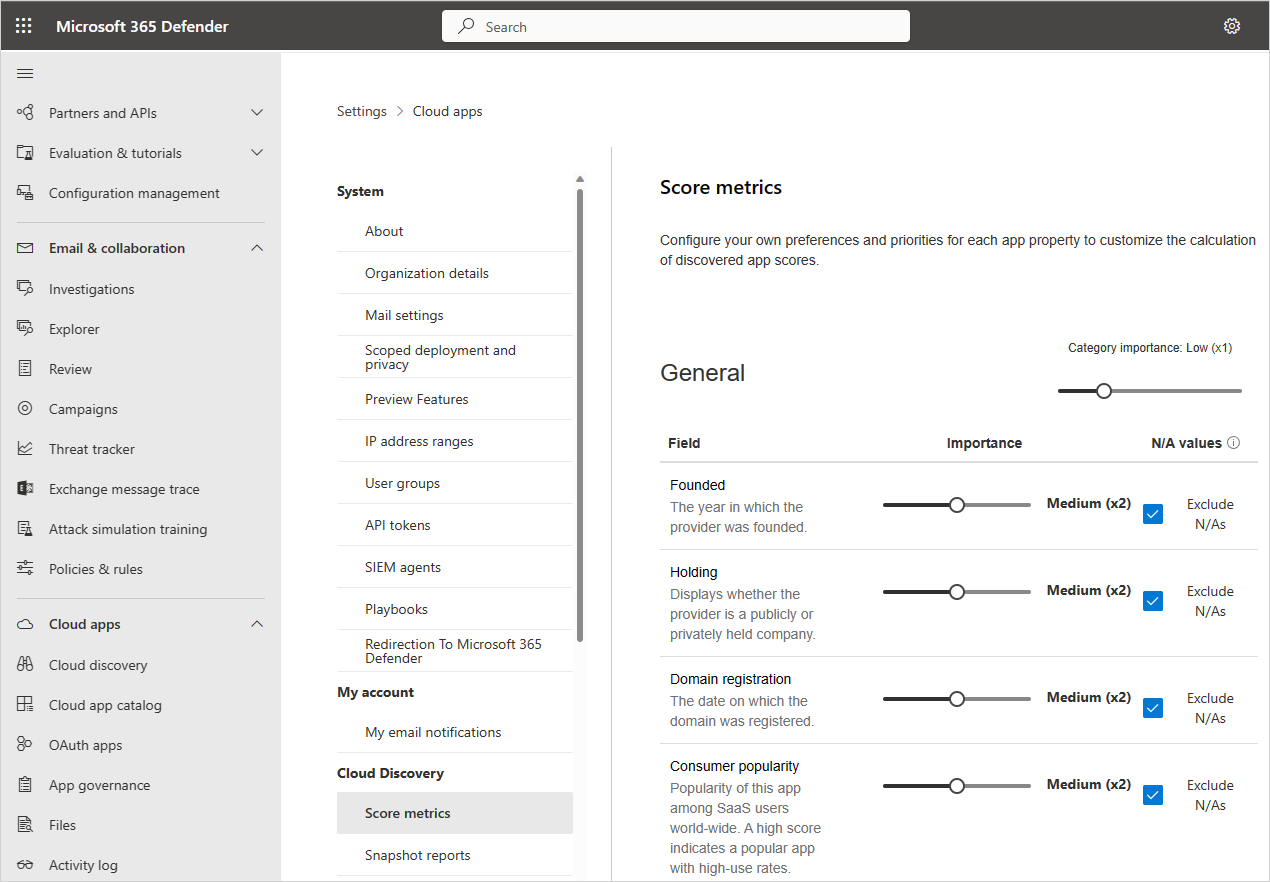 Microsoft 365 Defender
Search
Partners and APIs
Evaluation & tutorials
Configuration management
Email & collaboration
Investigations
Explorer
Review
Campaigns
Threat tracker
Exchange message trace
Attack simulation training
Policies & rules
Cloud apps
Cloud discovery
Cloud app catalog
OAuth apps
App governance
Files
Activity log
Settings > Cloud apps
System
About
Organization details
Mail settings
Scoped deployment and
privacy
Preview Features
IP address ranges
User groups
API tokens
SIEM agents
Playbooks
Redirection To Microsoft 365
Defender
My account
My email notifications
Cloud Discovery
Score metrics
Snapshot reports
Score metrics
Configure your own preferences and priorities for each app property to customize the calculation
of discovered app scores.
Category importance: Low (x1)
General
Field Importance N/A values
Founded
The year in which the
provider was founded.
Medium (x2)
Exclude
N/As
Holding
Displays whether the
provider is a publicly or
privately held company.
Medium (x2)
Exclude
N/As
Domain registration
The date on which the
domain was registered.
Medium (x2)
Exclude
N/As
Consumer popularity
Popularity of this app
among SaaS users
world-wide. A high score
indicates a popular app
with high-use rates.
Medium (x2)
Exclude
N/As